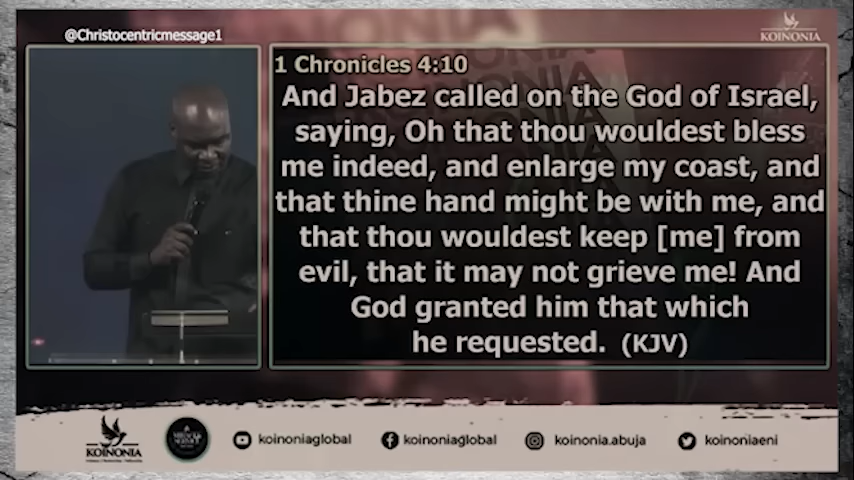 @Christocentricmessage1
KOINONIA
1 Chronicles 4:10
And Jabez called on the God of Israel,
saying, Oh that thou wouldest bless
me indeed, and enlarge my coast, and
that thine hand might be with me, and
that thou wouldest keep [me] from
evil, that it may not grieve me! And
God granted him that which
he requested. (KJV)
KOINONIA
MIRACLE SERVICE
koinoniaglobal
koinoniaglobal
koinonia.abuja
koinoniaeni